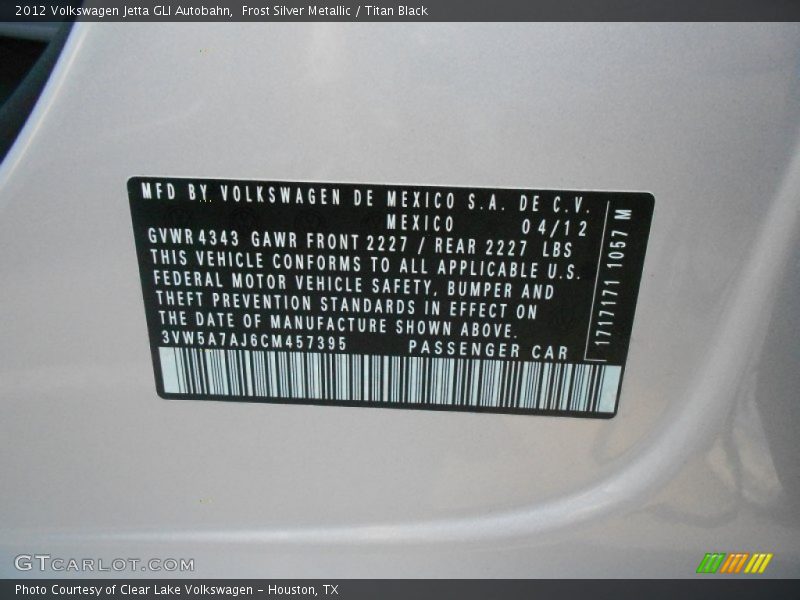 2012 Volkswagen Jetta GLI Autobahn,  Frost Silver Metallic / Titan Black
MFD BY VOLKSWAGEN DE MEXICO S.A. DE C.V.
MEXICO 04/12
GVWR 4343 GAWR FRONT 2227 / REAR 2227 LBS
THIS VEHICLE CONFORMS TO ALL APPLICABLE U.S.
FEDERAL MOTOR VEHICLE SAFETY, BUMPER AND
THEFT PREVENTION STANDARDS IN EFFECT ON
THE DATE OF MANUFACTURE SHOWN ABOVE.
3VW5A7AJ6CM457395 PASSENGER CAR
17171711 1057 M
GTCARLOT.COM
Photo Courtesy of Clear Lake Volkswagen – Houston, TX